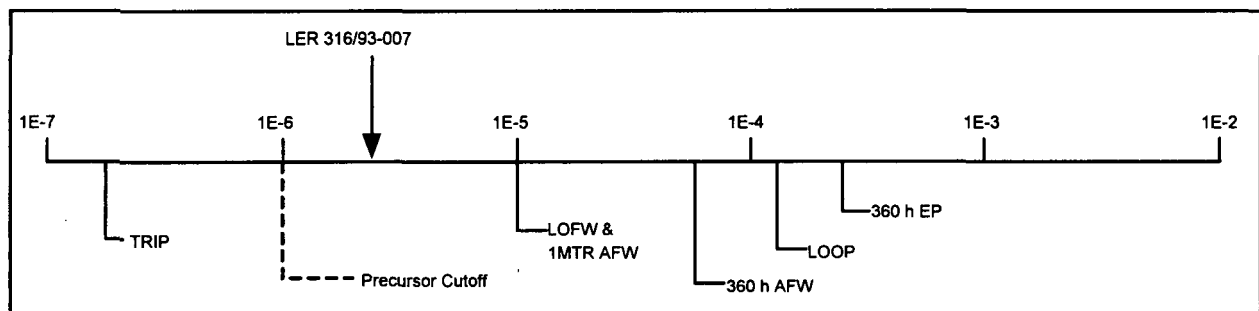 LER 316/93-007
1E-7 1E-6 1E-5 1E-4 1E-3 1E-2
360 h EP
TRIP
LOFW &
1MTR AFW
LOOP
Precursor Cutoff
360 h AFW